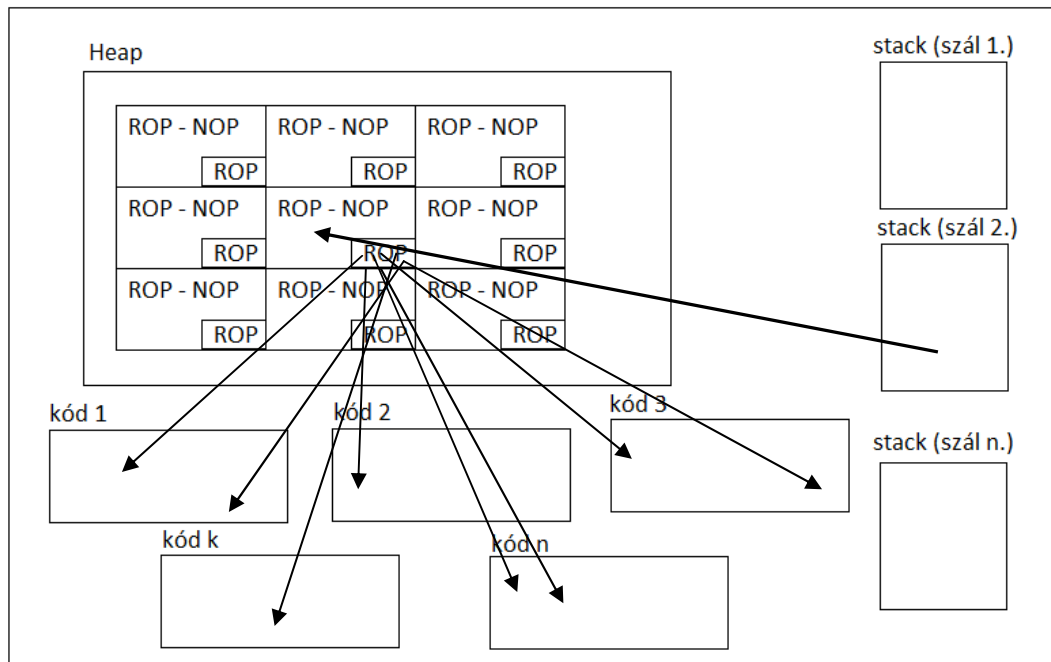 Heap
ROP - NOP ROP - NOP ROP - NOP
ROP ROP ROP
ROP - NOP ROP - NOP ROP - NOP
ROP ROP ROP
ROP - NOP ROP - NOP ROP - NOP
ROP ROP ROP
stack (szál 1.)
stack (szál 2.)
stack (szál n.)
kód 1
kód 2
kód 3
kód k
kód n